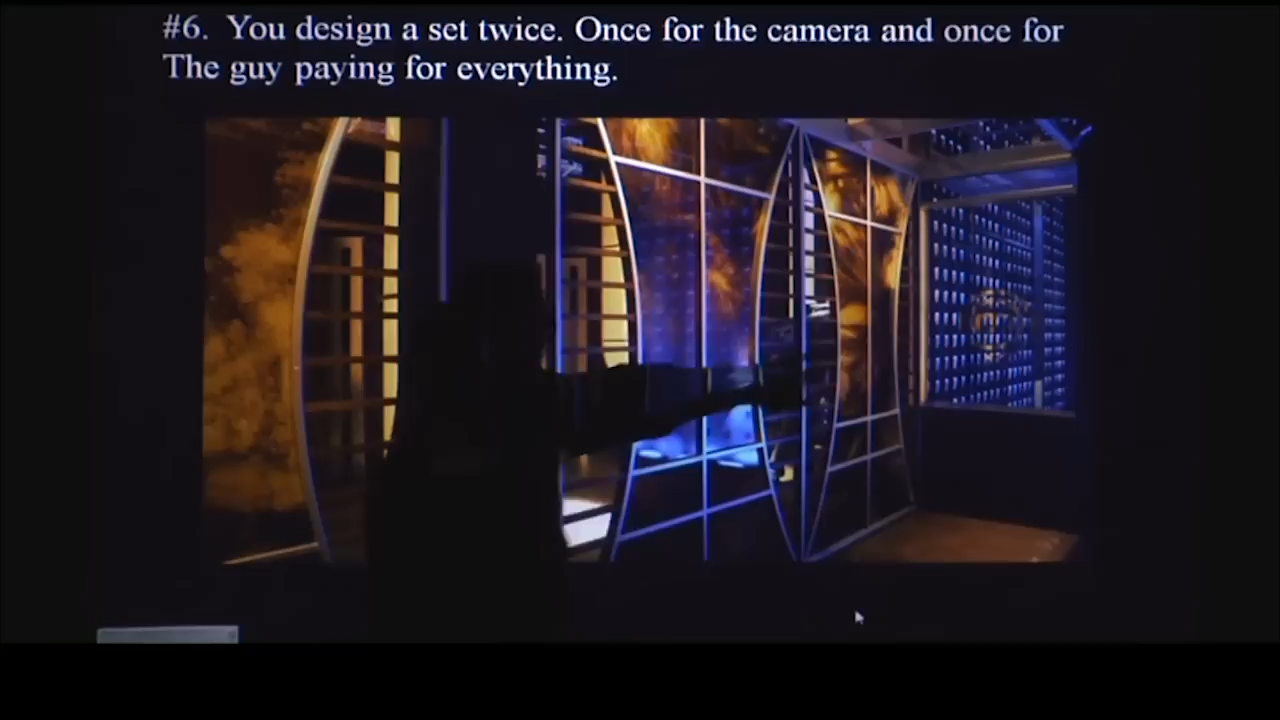 #6. You design a set twice. Once for the camera and once for
The guy paying for everything.